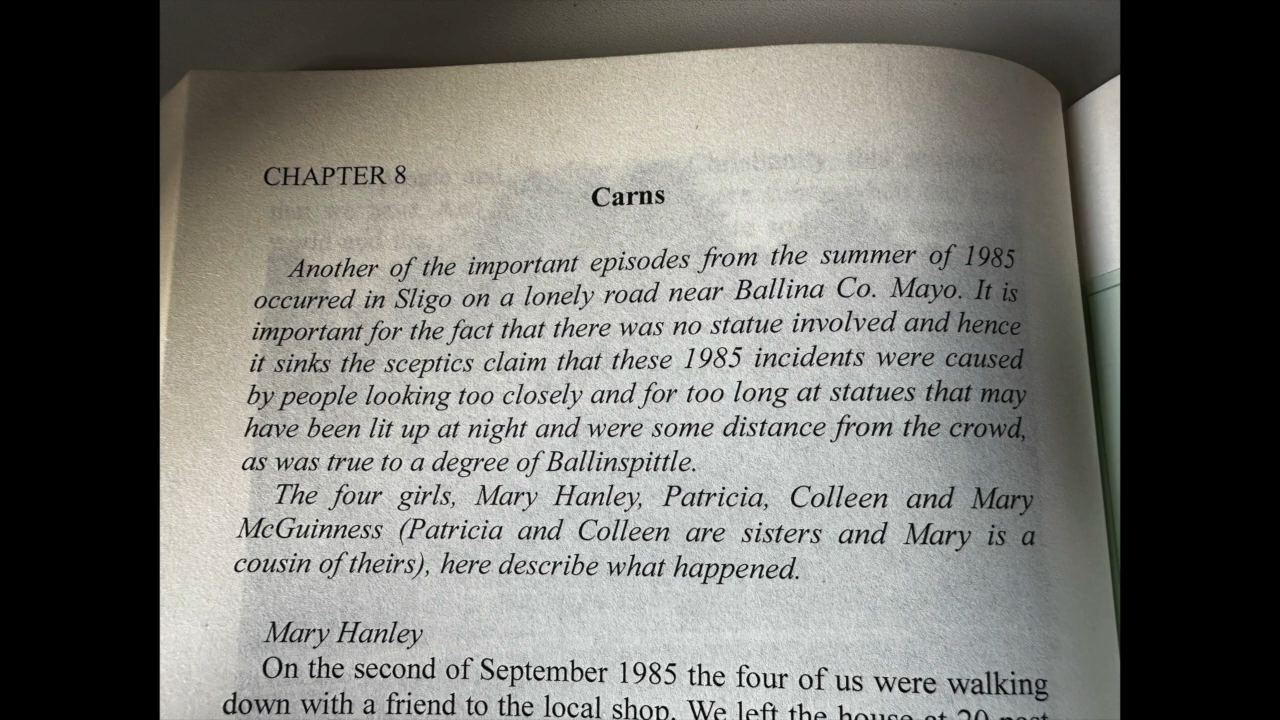 CHAPTER 8
Carns
Another of the important episodes from the summer of 1985
occurred in Sligo on a lonely road near Ballina Co. Mayo. It is
important for the fact that there was no statue involved and hence
it sinks the sceptics claim that these 1985 incidents were caused
by people looking too closely and for too long at statues that may
have been lit up at night and were some distance from the crowd,
as was true to a degree of Ballinspittle.
The four girls, Mary Hanley, Patricia, Colleen and Mary
McGuinness (Patricia and Colleen are sisters and Mary is a
cousin of theirs), here describe what happened.
Mary Hanley
On the second of September 1985 the four of us were walking
down with a friend to the local shop. We left the house at 20 past